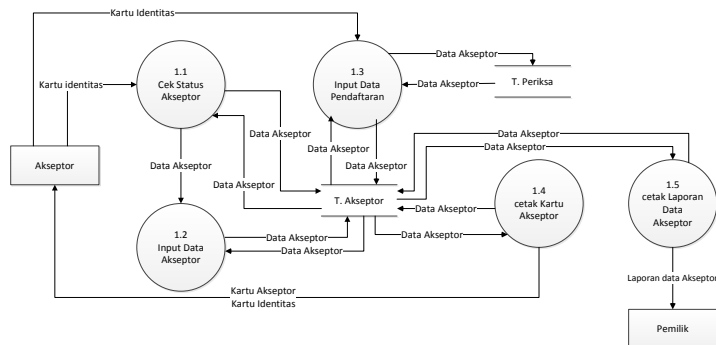 Kartu Identitas
1.1
Cek Status
Akseptor
1.3
Input Data
Pendaftaran
Data Akseptor
Data Akseptor
T. Periksa
Kartu identitas
Data Akseptor
Data Akseptor
Data Akseptor
Data Akseptor
Data Akseptor
Akseptor
Data Akseptor
Data Akseptor
T. Akseptor
1.4
cetak Kartu
Akseptor
1.5
cetak Laporan
Data
Akseptor
Data Akseptor
1.2
Input Data
Akseptor
Data Akseptor
Data Akseptor
Data Akseptor
Laporan data Akseptor
Kartu Akseptor
Kartu Identitas
Pemilik